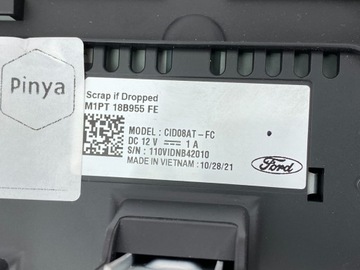 Pinya
Scrap if Dropped
M1PT 18B955 FE
MODEL : CID08AT-FC
DC 12 V ⎓ 1 A
S/N : 110VIDNB42010
MADE IN VIETNAM : 10/28/21
Ford